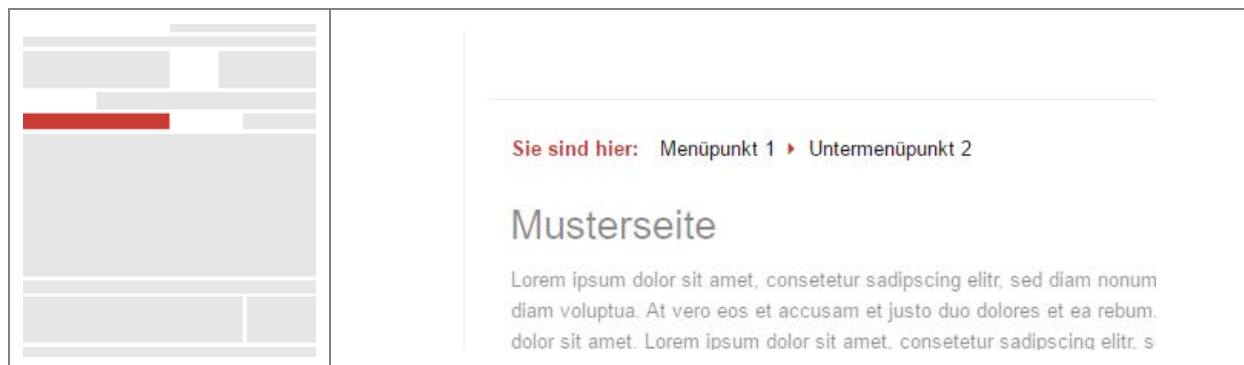 Sie sind hier: Menüpunkt 1 Untermenüpunkt 2
Musterseite
Lorem ipsum dolor sit amet, consetetur sadipscing elitr, sed diam nonum
diam voluptua. At vero eos et accusam et justo duo dolores et ea rebum.
dolor sit amet. Lorem ipsum dolor sit amet, consetetur sadipscing elitr, s